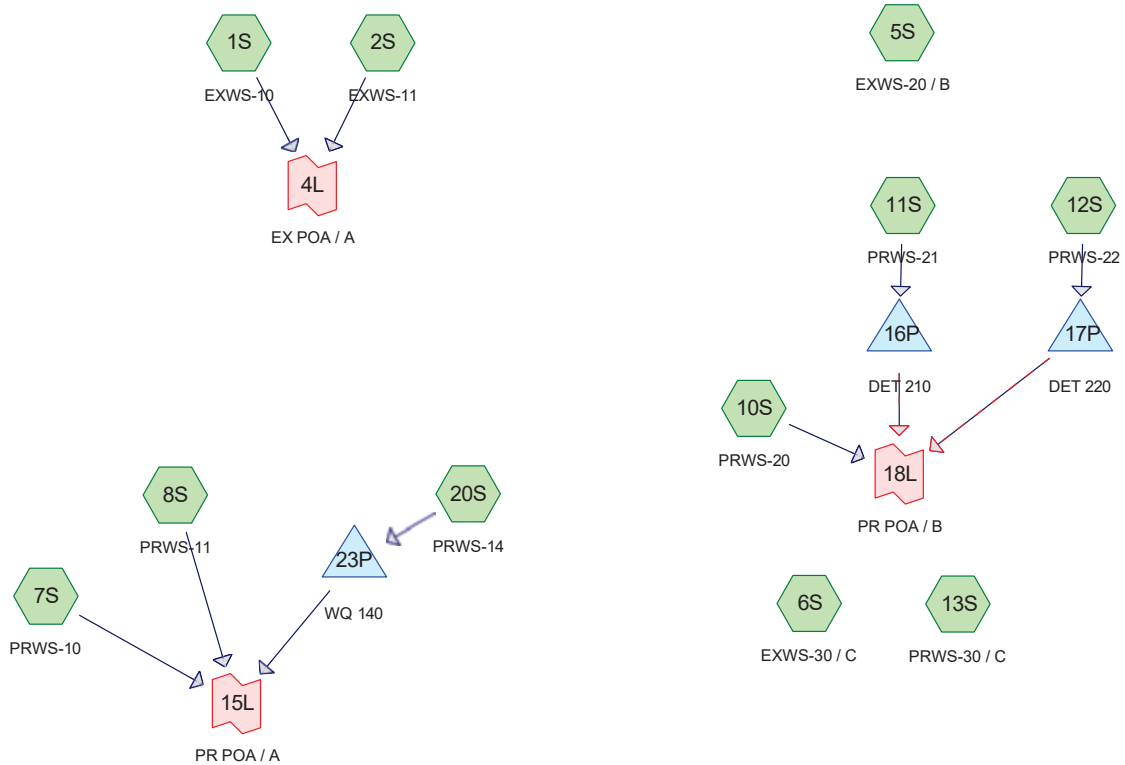 1S
EXWS-10
2S
EXWS-11
4L
EX POA / A
5S
EXWS-20 / B
11S
PRWS-21
12S
PRWS-22
16P
DET 210
17P
DET 220
10S
PRWS-20
18L
PR POA / B
8S
PRWS-11
20S
PRWS-14
23P
WQ 140
7S
PRWS-10
15L
PR POA / A
6S
EXWS-30 / C
13S
PRWS-30 / C